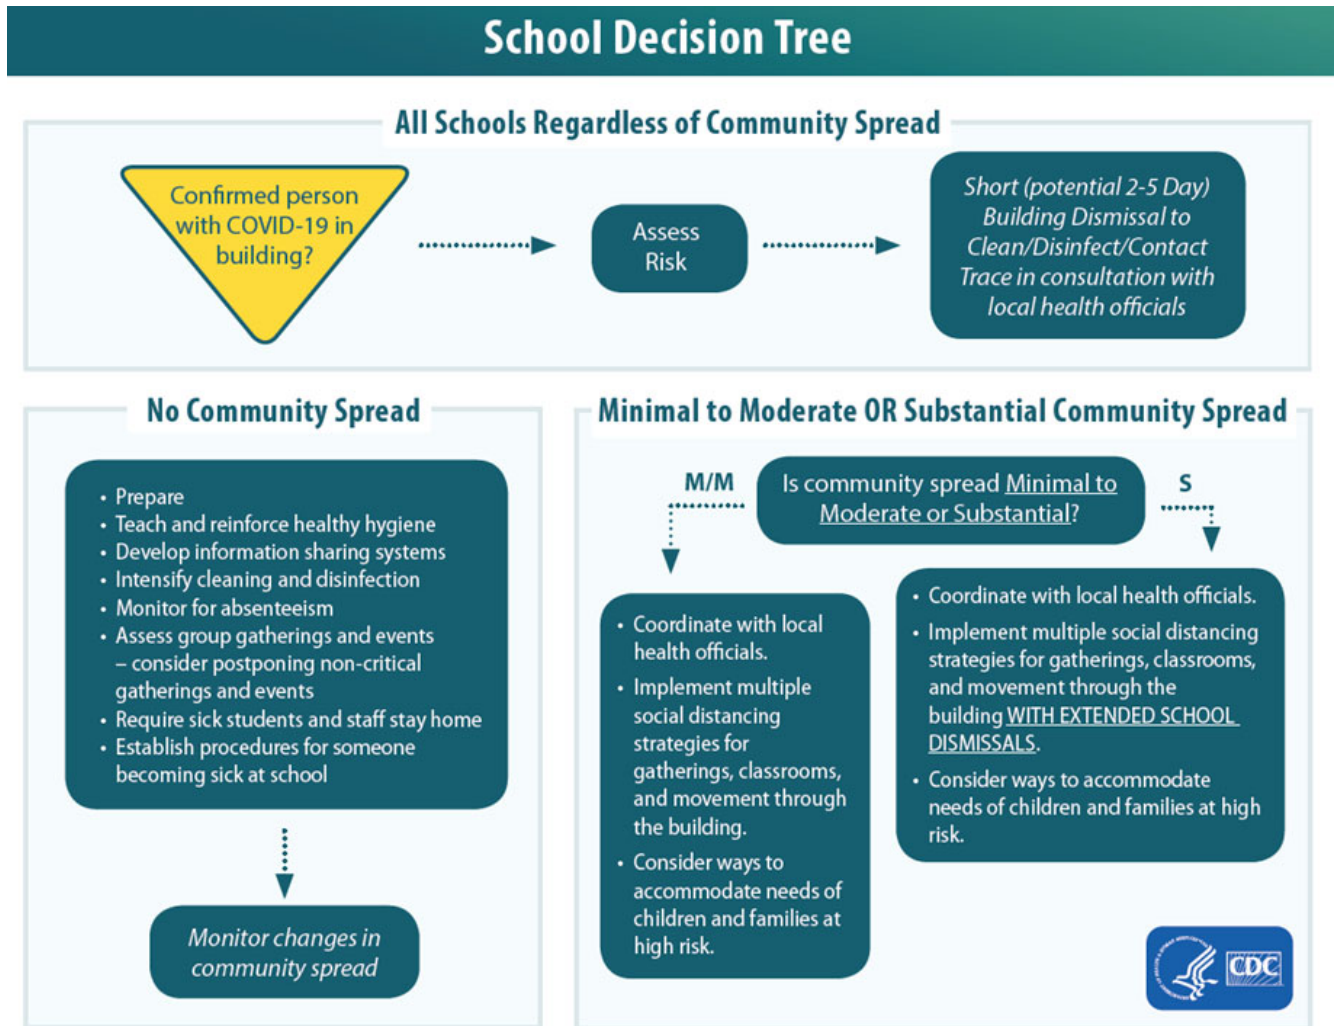 School Decision Tree
All Schools Regardless of Community Spread
Confirmed person
with COVID-19 in
building?
Assess
Risk
Short (potential 2-5 Day)
Building Dismissal to
Clean/Disinfect/Contact
Trace in consultation with
local health officials
No Community Spread
• Prepare
• Teach and reinforce healthy hygiene
• Develop information sharing systems
• Intensify cleaning and disinfection
• Monitor for absenteeism
• Assess group gatherings and events
– consider postponing non-critical
gatherings and events
• Require sick students and staff stay home
• Establish procedures for someone
becoming sick at school
Monitor changes in
community spread
Minimal to Moderate OR Substantial Community Spread
M/M
Is community spread Minimal to
Moderate or Substantial?
S
• Coordinate with local
health officials.
• Implement multiple
social distancing
strategies for
gatherings, classrooms,
and movement through
the building.
• Consider ways to
accommodate needs of
children and families at
high risk.
• Coordinate with local health officials.
• Implement multiple social distancing
strategies for gatherings, classrooms,
and movement through the
building WITH EXTENDED SCHOOL
DISMISSALS.
• Consider ways to accommodate
needs of children and families at high
risk.
CDC